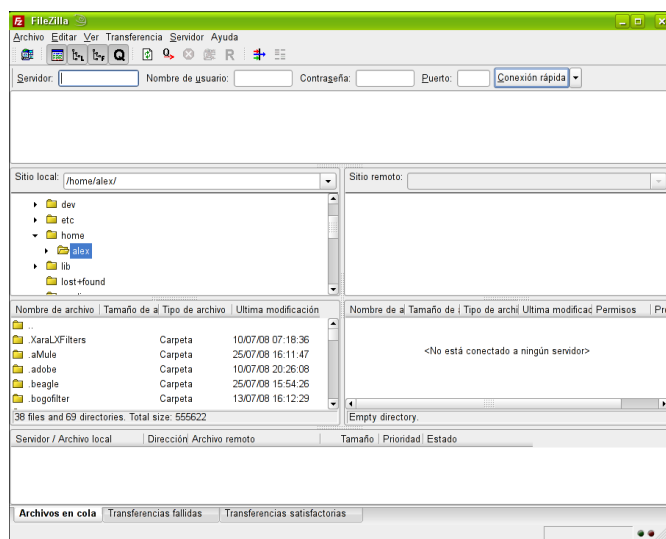 FileZilla
Archivo Editar Ver Transferencia Servidor Ayuda
Servidor: Nombre de usuario: Contraseña: Puerto: Conexión rápida
Sitio local: /home/alex/ Sitio remoto:
dev
etc
home
alex
lib
lost+found
Nombre de archivo Tamaño de a Tipo de archivo Ultima modificación Nombre de a Tamaño de Tipo de archi Ultima modificac Permisos Pro
..
.XaraLXFilters Carpeta 10/07/08 07:18:36
.aMule Carpeta 25/07/08 16:11:47
<No está conectado a ningún servidor>
.adobe Carpeta 10/07/08 20:26:08
.beagle Carpeta 25/07/08 15:54:26
.bogofilter Carpeta 13/07/08 16:12:29
38 files and 69 directories. Total size: 555622 Empty directory.
Servidor / Archivo local Dirección Archivo remoto Tamaño Prioridad Estado
Archivos en cola Transferencias fallidas Transferencias satisfactorias